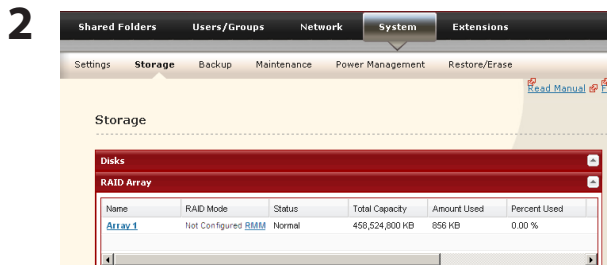 2
Shared Folders Users/Groups Network System Extensions
Settings Storage Backup Maintenance Power Management Restore/Erase
Read Manual
Storage
Disks
RAID Array
Name RAID Mode Status Total Capacity Amount Used Percent Used
Array 1 Not Configured RMM Normal 458,524,800 KB 856 KB 0.00 %